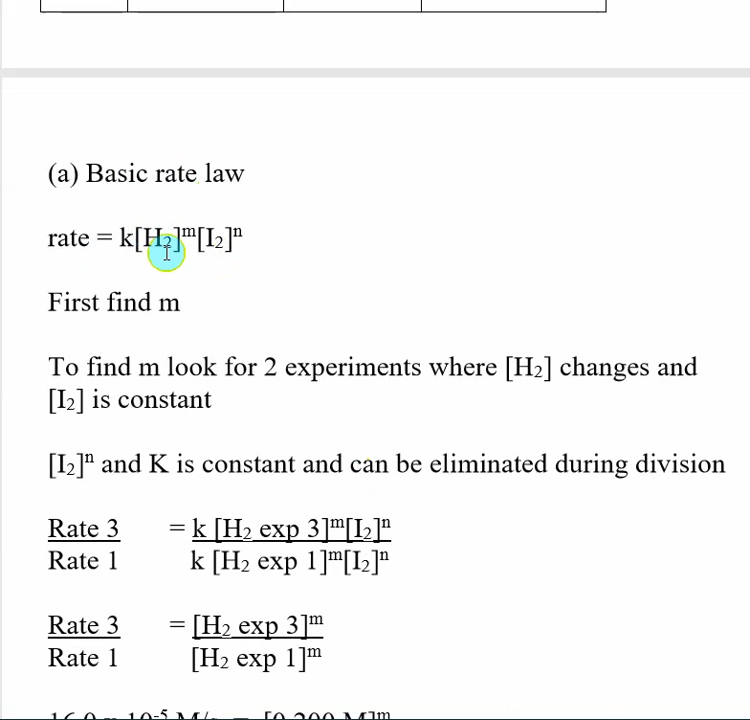 (a) Basic rate law
rate = k[H₂]ᵐ[I₂]ⁿ
First find m
To find m look for 2 experiments where [H₂] changes and
[I₂] is constant
[I₂]ⁿ and K is constant and can be eliminated during division
Rate 3 = k [H₂ exp 3]ᵐ[I₂]ⁿ
Rate 1 k [H₂ exp 1]ᵐ[I₂]ⁿ
Rate 3 = [H₂ exp 3]ᵐ
Rate 1 [H₂ exp 1]ᵐ